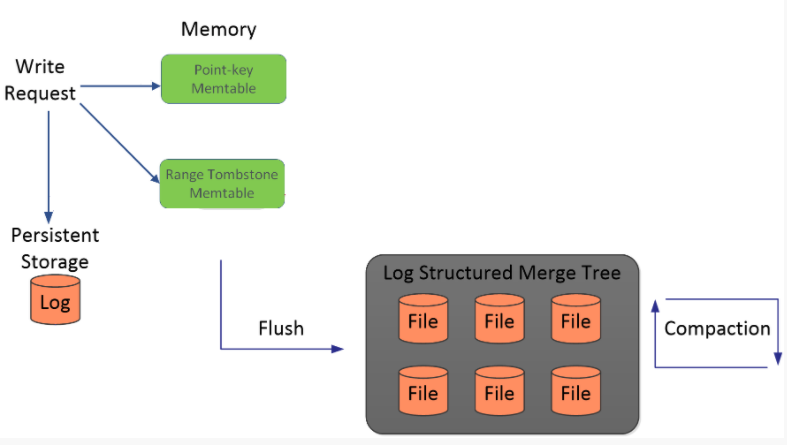 Memory
Write
Request
Point-key
Memtable
Range Tombstone
Memtable
Persistent
Storage
Log
Flush
Log Structured Merge Tree
File
File
File
File
File
File
Compaction